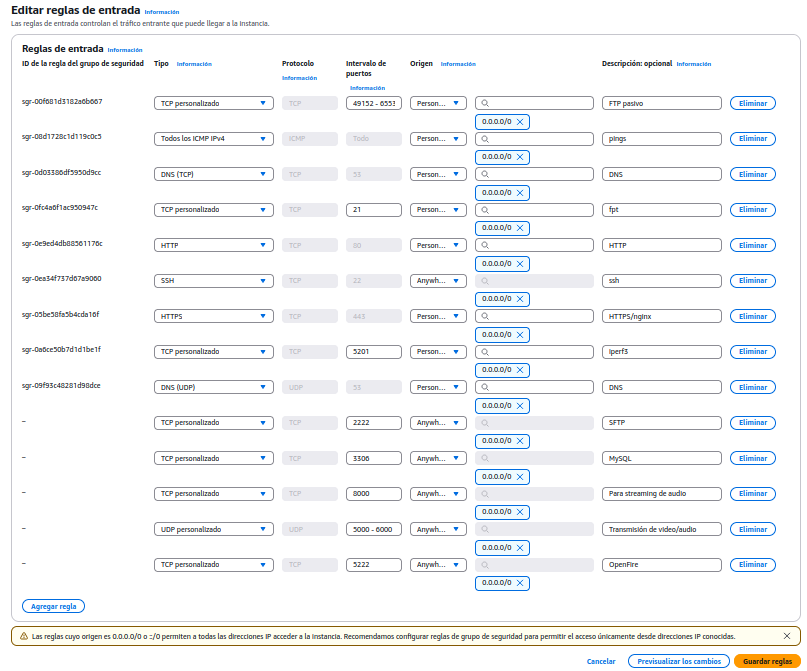 Editar reglas de entrada Información
Las reglas de entrada controlan el tráfico entrante que puede llegar a la instancia.
Reglas de entrada Información
ID de la regla del grupo de seguridad Tipo Información Protocolo Información Intervalo de puertos Información Origen Información Descripción: opcional Información
sgr-00f681d3182a6b667 TCP personalizado TCP 49152 - 6553 Person... FTP pasivo Eliminar
0.0.0.0/0
sgr-08d1728c1d119c0c5 Todos los ICMP IPv4 ICMP Todo Person... pings Eliminar
0.0.0.0/0
sgr-0d03386df5950d9cc DNS (TCP) TCP 53 Person... DNS Eliminar
0.0.0.0/0
sgr-0fc4a6f1ac950947c TCP personalizado TCP 21 Person... fpt Eliminar
0.0.0.0/0
sgr-0e9ed4db88561176c HTTP TCP 80 Person... HTTP Eliminar
0.0.0.0/0
sgr-0ea34f737d67a9060 SSH TCP 22 Anywh... ssh Eliminar
0.0.0.0/0
sgr-05be58fa5b4cda16f HTTPS TCP 443 Person... HTTPS/nginx Eliminar
0.0.0.0/0
sgr-0a6ce50b7d1d1be1f TCP personalizado TCP 5201 Person... iperf3 Eliminar
0.0.0.0/0
sgr-09f93c48281d98dce DNS (UDP) UDP 53 Person... DNS Eliminar
0.0.0.0/0
– TCP personalizado TCP 2222 Anywh... SFTP Eliminar
0.0.0.0/0
– TCP personalizado TCP 3306 Anywh... MySQL Eliminar
0.0.0.0/0
– TCP personalizado TCP 8000 Anywh... Para streaming de audio Eliminar
0.0.0.0/0
– UDP personalizado UDP 5000 - 6000 Anywh... Transmisión de video/audio Eliminar
0.0.0.0/0
– TCP personalizado TCP 5222 Anywh... OpenFire Eliminar
0.0.0.0/0
Agregar regla
Las reglas cuyo origen es 0.0.0.0/0 o ::/0 permiten a todas las direcciones IP acceder a la instancia. Recomendamos configurar reglas de grupo de seguridad para permitir el acceso únicamente desde direcciones IP conocidas.
Cancelar Previsualizar los cambios Guardar reglas